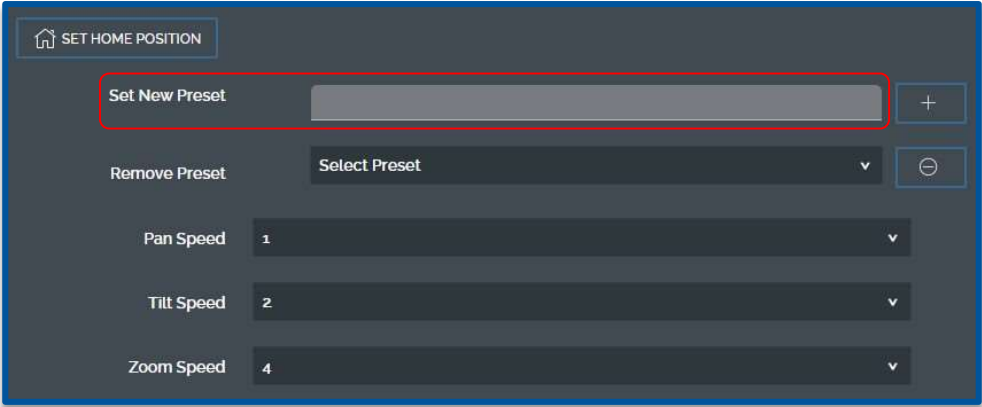 SET HOME POSITION
Set New Preset
+
Remove Preset Select Preset
Pan Speed 1
Tilt Speed 2
Zoom Speed 4